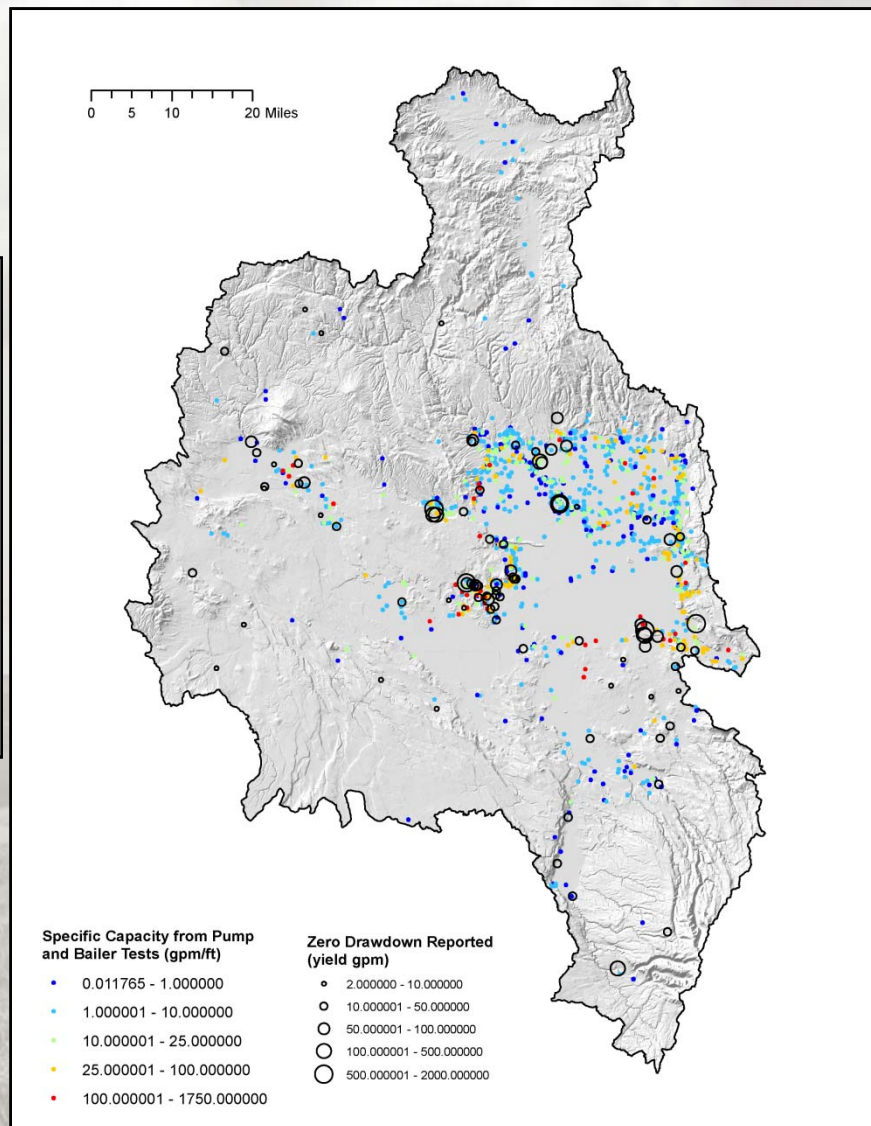 0 5 10 20 Miles
Specific Capacity from Pump
and Bailer Tests (gpm/ft)
0.011765 - 1.000000
1.000001 - 10.000000
10.000001 - 25.000000
25.000001 - 100.000000
100.000001 - 1750.000000
Zero Drawdown Reported
(yield gpm)
2.000000 - 10.000000
10.000001 - 50.000000
50.000001 - 100.000000
100.000001 - 500.000000
500.000001 - 2000.000000